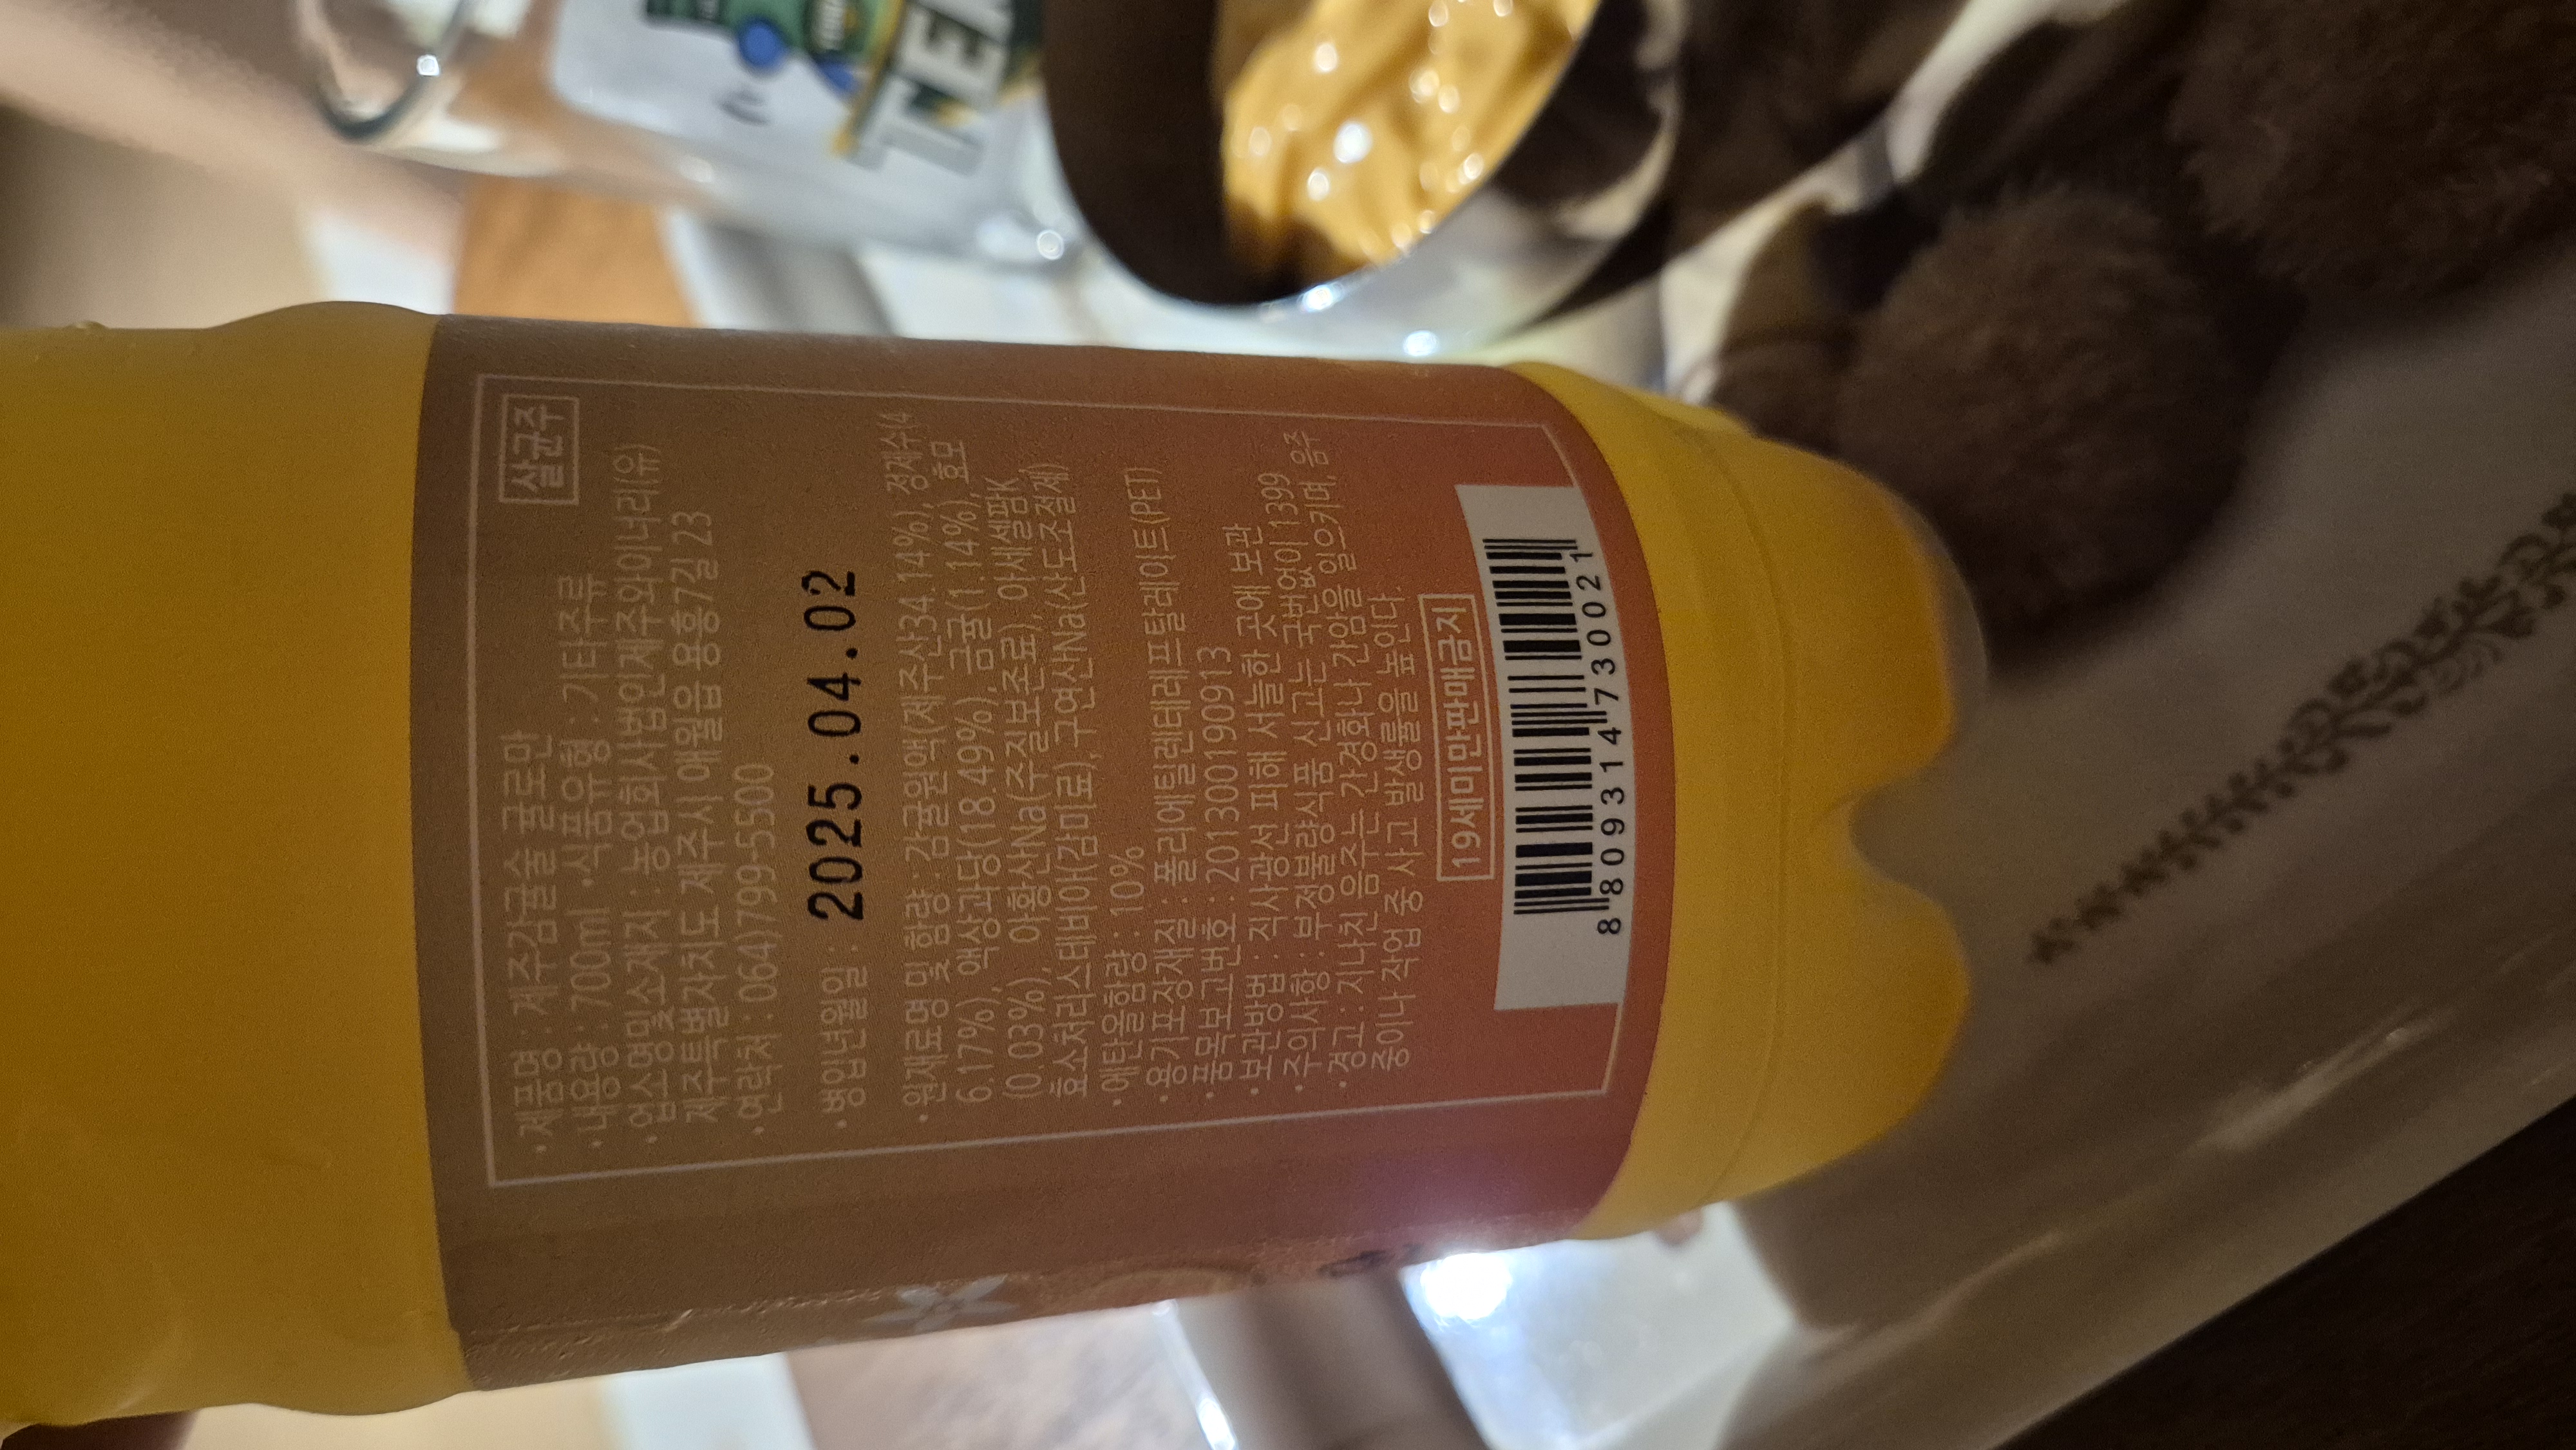 살균주
·제품명 : 제주감귤술 귤로만
·내용량 : 700ml ·식품유형 : 기타주류
·업소명및소재지 : 농업회사법인제주와이너리(유)
제주특별자치도 제주시 애월읍 용흥7길 23
·연락처 : 064)799-5500
·병입년월일 : 2025.04.02
·원재료명 및 함량 : 감귤원액(제주산34.14%), 정제수(4
6.17%), 액상과당(18.49%), 금귤(1.14%), 효모
(0.03%), 아황산Na(주질보존료), 아세설팜K,
효소처리스테비아(감미료), 구연산Na(산도조절제)
·에탄올함량 : 10%
·용기포장재질 : 폴리에틸렌테레프탈레이트(PET)
·품목보고번호 : 20130019091​3
·보관방법 : 직사광선 피해 서늘한 곳에 보관
·주의사항 : 부정불량식품 신고는 국번없이 1399
·경고 : 지나친 음주는 간경화나 간암을 일으키며, 음주
중이나 작업 중 사고 발생률을 높인다.
19세미만판매금지
8 809314 730021